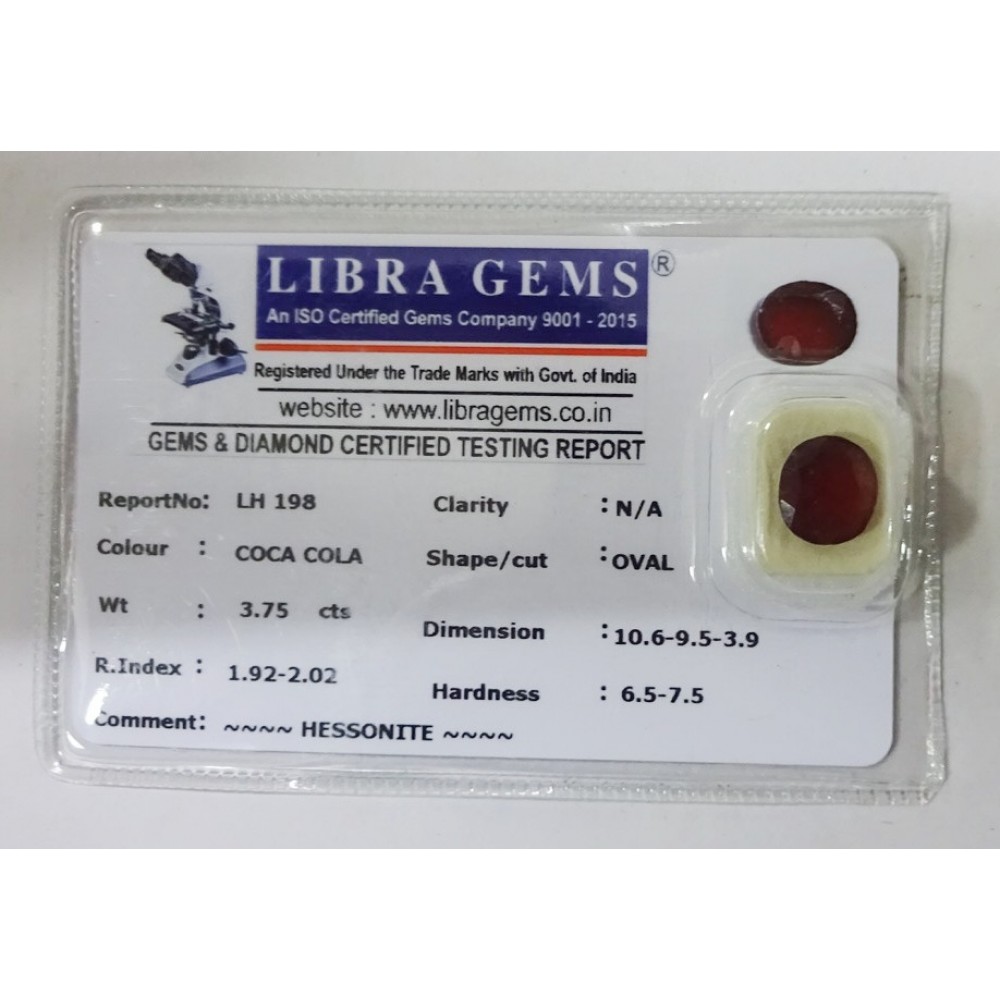 LIBRA GEMS ®
An ISO Certified Gems Company 9001 - 2015
Registered Under the Trade Marks with Govt. of India
website : www.libragems.co.in
GEMS & DIAMOND CERTIFIED TESTING REPORT
ReportNo: LH 198
Colour : COCA COLA
Wt : 3.75 cts
R.Index : 1.92-2.02
Clarity : N/A
Shape/cut : OVAL
Dimension : 10.6-9.5-3.9
Hardness : 6.5-7.5
Comment: ~~~~ HESSONITE ~~~~